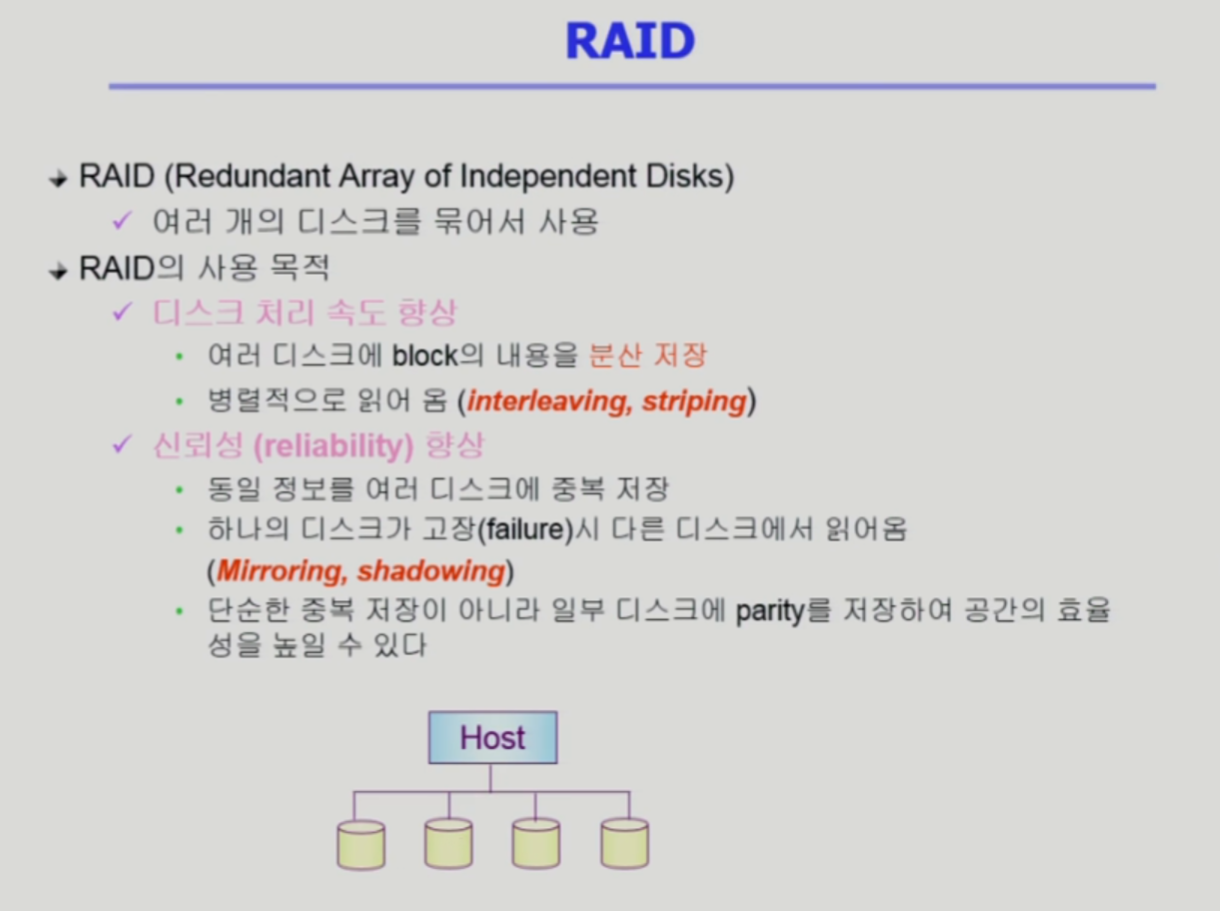 RAID
RAID (Redundant Array of Independent Disks)
여러 개의 디스크를 묶어서 사용
RAID의 사용 목적
디스크 처리 속도 향상
여러 디스크에 block의 내용을 분산 저장
병렬적으로 읽어 옴 (interleaving, striping)
신뢰성 (reliability) 향상
동일 정보를 여러 디스크에 중복 저장
하나의 디스크가 고장(failure)시 다른 디스크에서 읽어옴
(Mirroring, shadowing)
단순한 중복 저장이 아니라 일부 디스크에 parity를 저장하여 공간의 효율
성을 높일 수 있다
Host